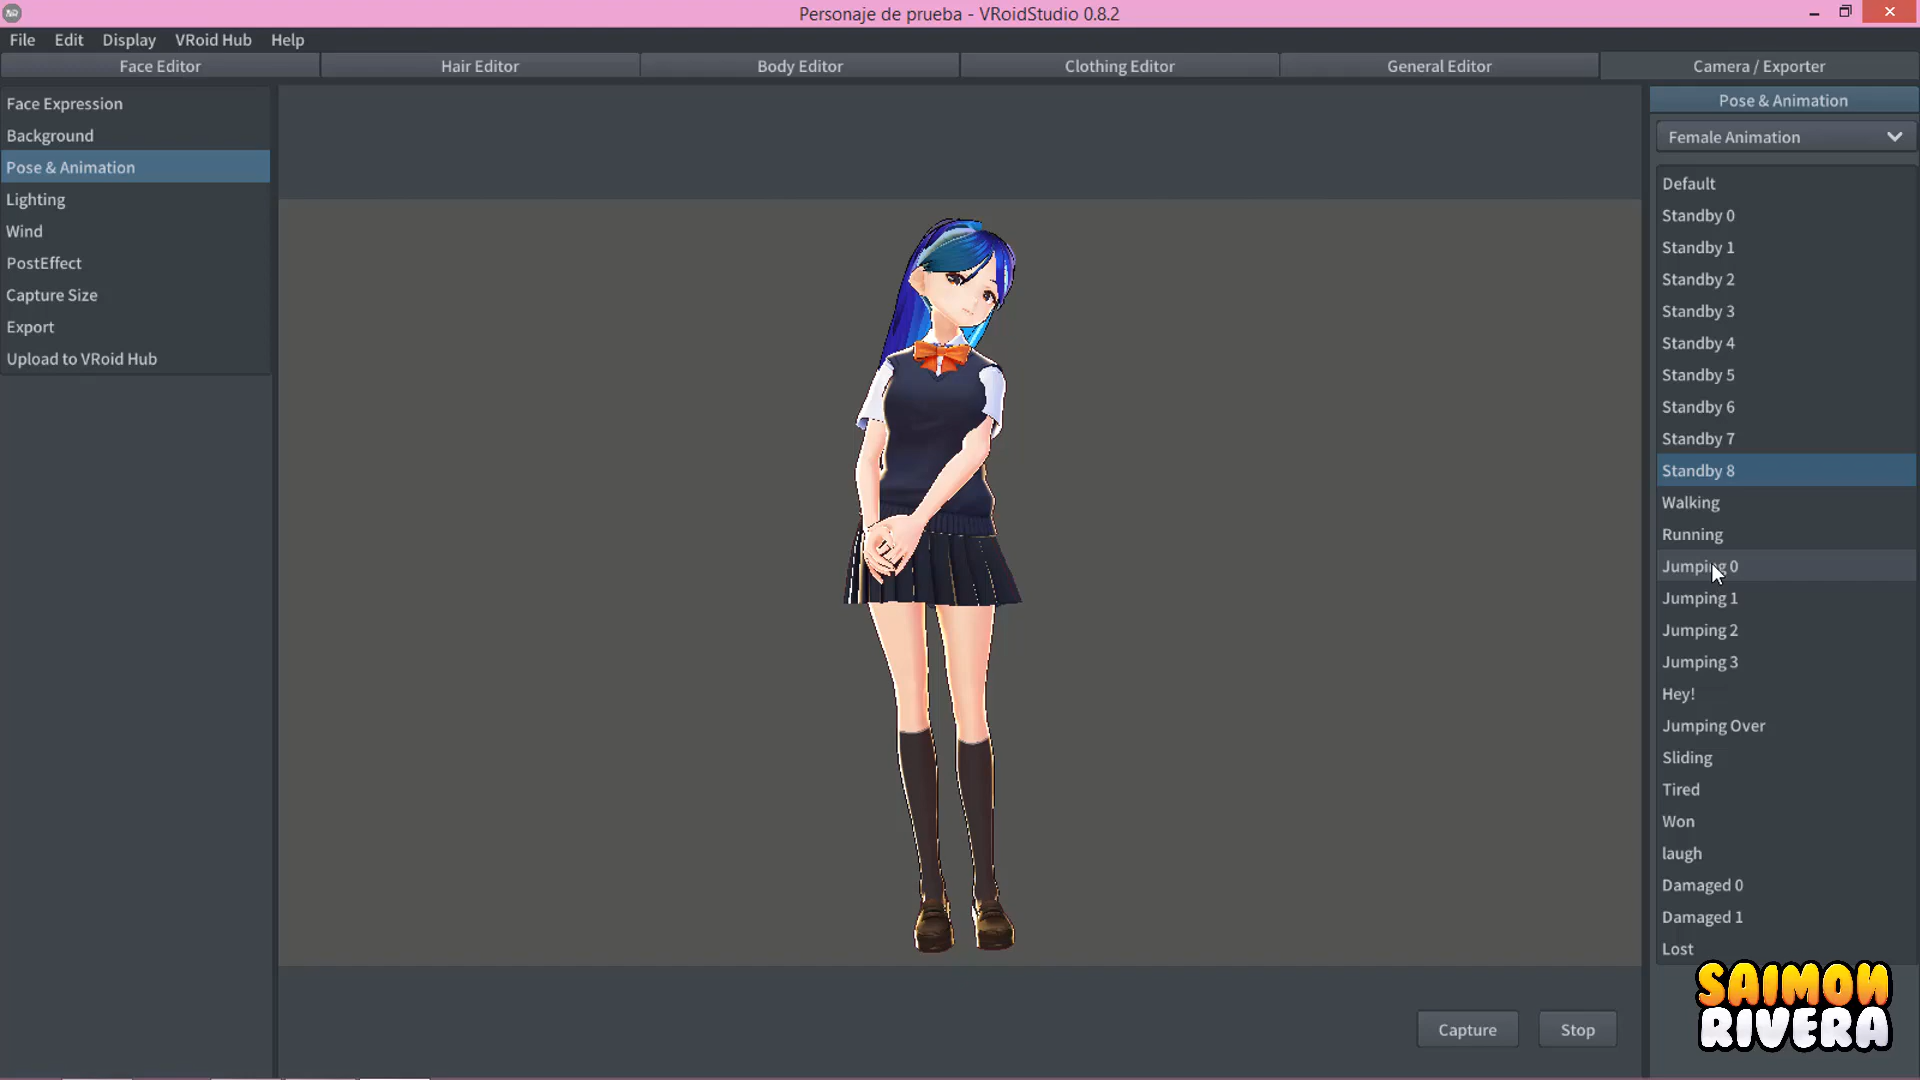 Personaje de prueba - VRoidStudio 0.8.2
File Edit Display VRoid Hub Help
Face Editor Hair Editor Body Editor Clothing Editor General Editor Camera / Exporter
Face Expression
Background
Pose & Animation
Lighting
Wind
PostEffect
Capture Size
Export
Upload to VRoid Hub
Pose & Animation
Female Animation
Default
Standby 0
Standby 1
Standby 2
Standby 3
Standby 4
Standby 5
Standby 6
Standby 7
Standby 8
Walking
Running
Jumping 0
Jumping 1
Jumping 2
Jumping 3
Hey!
Jumping Over
Sliding
Tired
Won
laugh
Damaged 0
Damaged 1
Lost
Capture Stop
SAIMON
RIVERA